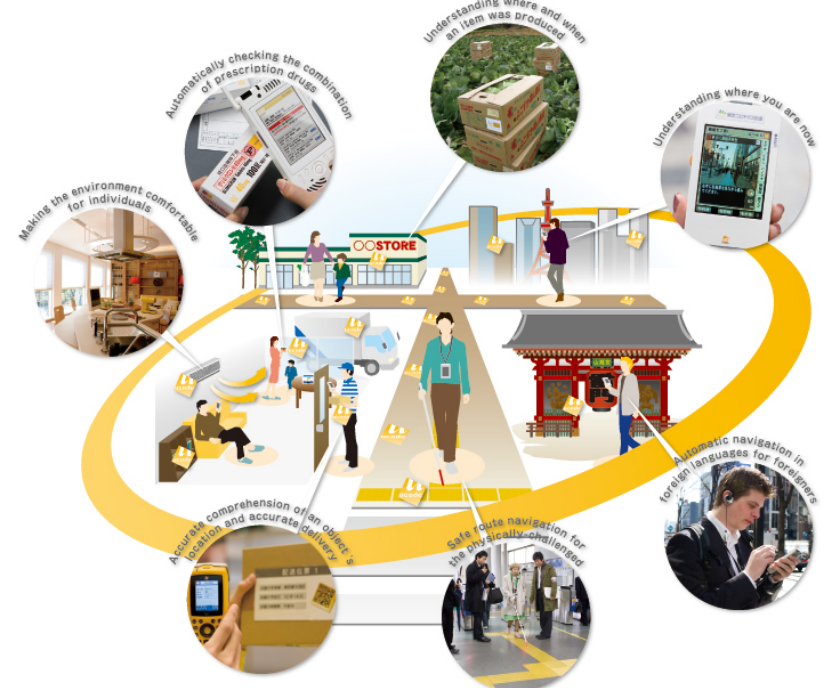 Understanding where and when
an item was produced
Automatically checking the combination
of prescription drugs
Understanding where you are now
Making the environment comfortable
for individuals
OOSTORE
Automatic navigation in
foreign languages for foreigners
Accurate comprehension of an object's
location and accurate delivery
Safe route navigation for
the physically-challenged